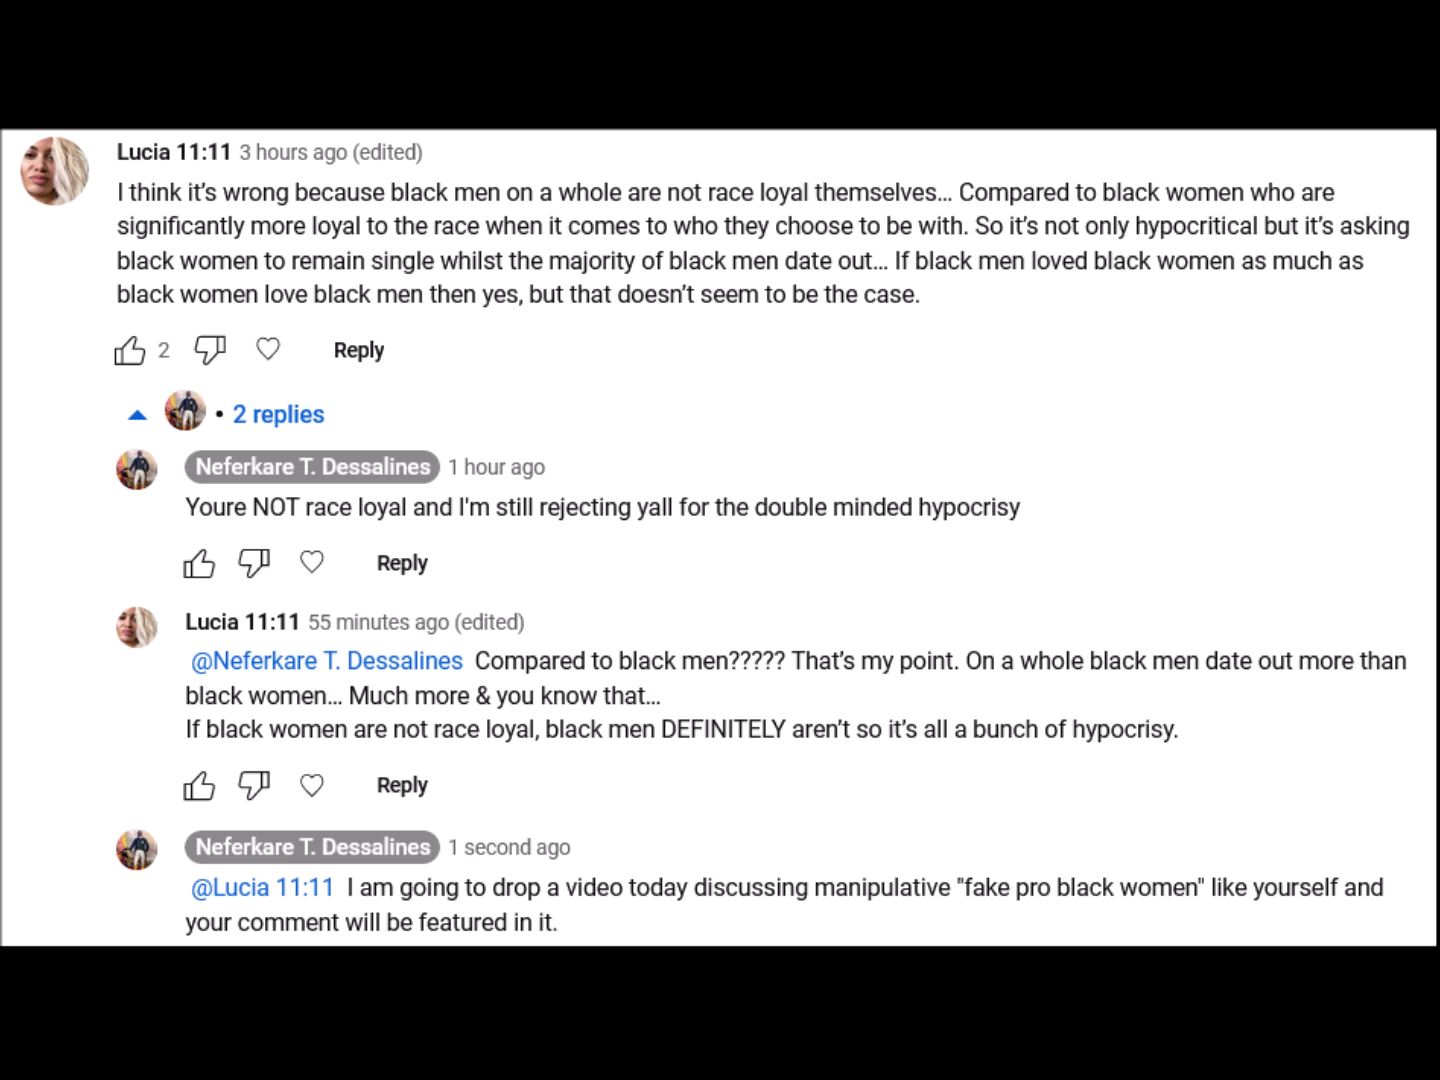 Lucia 11:11 3 hours ago (edited)
I think it’s wrong because black men on a whole are not race loyal themselves... Compared to black women who are
significantly more loyal to the race when it comes to who they choose to be with. So it’s not only hypocritical but it’s asking
black women to remain single whilst the majority of black men date out... If black men loved black women as much as
black women love black men then yes, but that doesn’t seem to be the case.
2 Reply
• 2 replies
Neferkare T. Dessalines 1 hour ago
Youre NOT race loyal and I'm still rejecting yall for the double minded hypocrisy
Reply
Lucia 11:11 55 minutes ago (edited)
@Neferkare T. Dessalines Compared to black men????? That’s my point. On a whole black men date out more than
black women... Much more & you know that...
If black women are not race loyal, black men DEFINITELY aren’t so it’s all a bunch of hypocrisy.
Reply
Neferkare T. Dessalines 1 second ago
@Lucia 11:11 I am going to drop a video today discussing manipulative "fake pro black women" like yourself and
your comment will be featured in it.